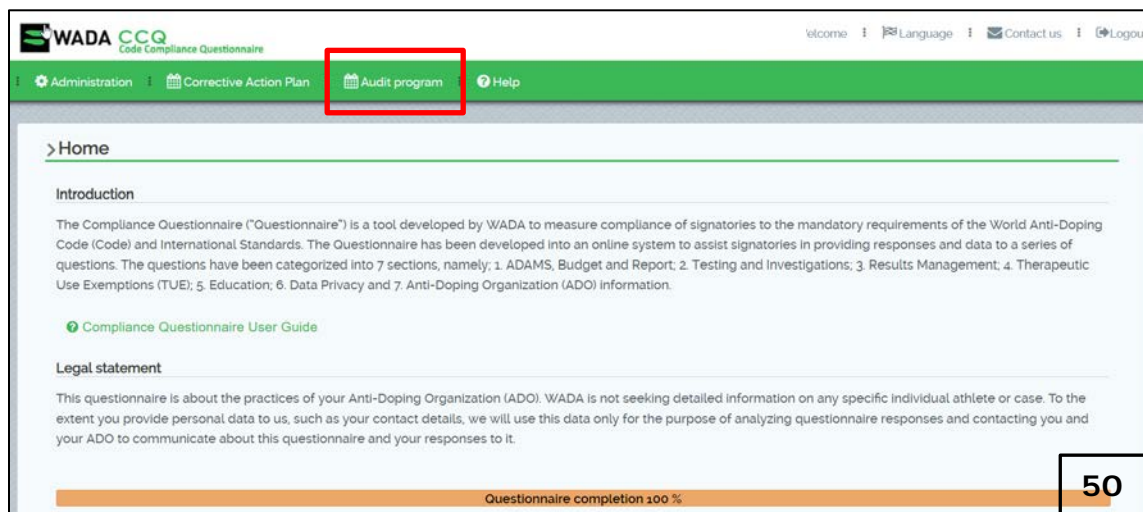 WADA CCQ
Code Compliance Questionnaire
elcome Language Contact us Logou
Administration Corrective Action Plan Audit program Help
>Home
Introduction
The Compliance Questionnaire ("Questionnaire") is a tool developed by WADA to measure compliance of signatories to the mandatory requirements of the World Anti-Doping
Code (Code) and International Standards. The Questionnaire has been developed into an online system to assist signatories in providing responses and data to a series of
questions. The questions have been categorized into 7 sections, namely; 1. ADAMS, Budget and Report; 2. Testing and Investigations; 3. Results Management; 4. Therapeutic
Use Exemptions (TUE); 5. Education; 6. Data Privacy and 7. Anti-Doping Organization (ADO) information.
Compliance Questionnaire User Guide
Legal statement
This questionnaire is about the practices of your Anti-Doping Organization (ADO). WADA is not seeking detailed information on any specific individual athlete or case. To the
extent you provide personal data to us, such as your contact details, we will use this data only for the purpose of analyzing questionnaire responses and contacting you and
your ADO to communicate about this questionnaire and your responses to it.
Questionnaire completion 100 %
50